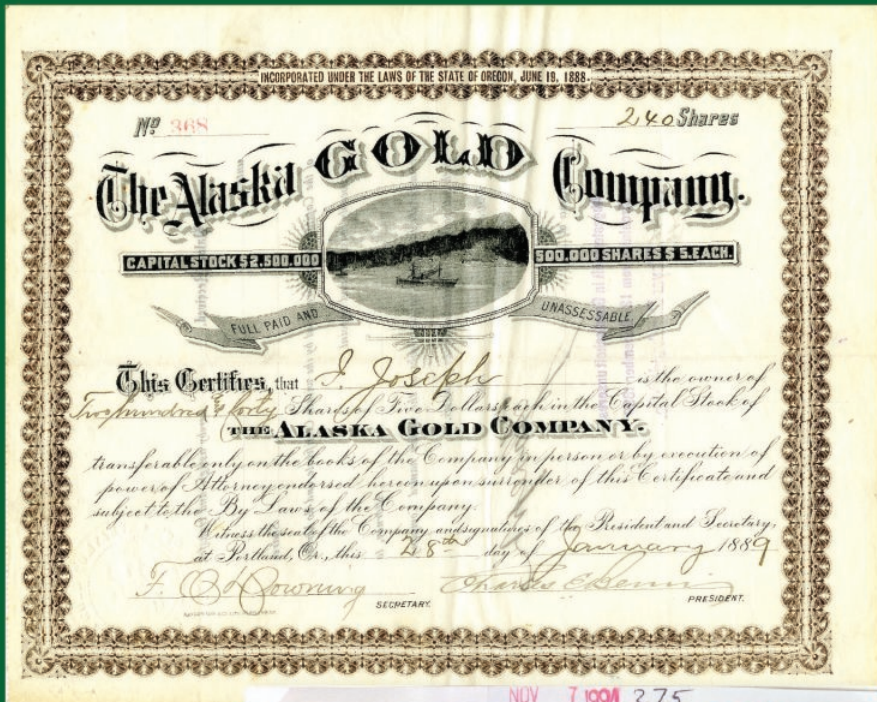 INCORPORATED UNDER THE LAWS OF THE STATE OF OREGON, JUNE 19, 1888.
No 368 240 Shares
The Alaska GOLD Company.
CAPITAL STOCK $2,500,000 500,000 SHARES $5. EACH.
FULL PAID AND UNASSESSABLE.
This Certifies, that I. Joseph is the owner of
Two hundred & forty Shares of Five Dollars each in the Capital Stock of
THE ALASKA GOLD COMPANY.
transferable only on the books of the Company in person or by execution of
power of Attorney endorsed hereon upon surrender of this Certificate and
subject to the By Laws of the Company.
Witness the seal of the Company and signatures of the President and Secretary,
at Portland, Or., this 28th day of January 1889
F. Downing Charles E.
SECRETARY. PRESIDENT.
NOV 7 1994 275